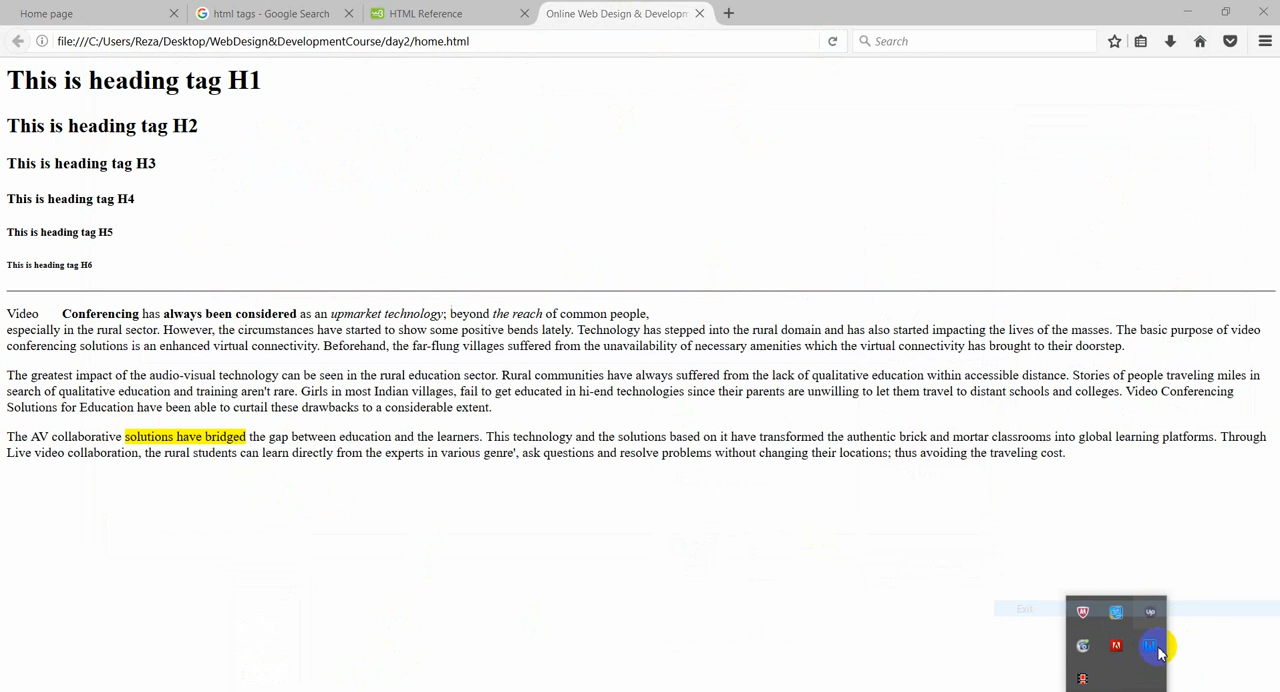 Home page
html tags - Google Search
HTML Reference
Online Web Design & Developm
file:///C:/Users/Reza/Desktop/WebDesign&DevelopmentCourse/day2/home.html
Search
This is heading tag H1
This is heading tag H2
This is heading tag H3
This is heading tag H4
This is heading tag H5
This is heading tag H6
Video Conferencing has always been considered as an upmarket technology; beyond the reach of common people,
especially in the rural sector. However, the circumstances have started to show some positive bends lately. Technology has stepped into the rural domain and has also started impacting the lives of the masses. The basic purpose of video
conferencing solutions is an enhanced virtual connectivity. Beforehand, the far-flung villages suffered from the unavailability of necessary amenities which the virtual connectivity has brought to their doorstep.
The greatest impact of the audio-visual technology can be seen in the rural education sector. Rural communities have always suffered from the lack of qualitative education within accessible distance. Stories of people traveling miles in
search of qualitative education and training aren't rare. Girls in most Indian villages, fail to get educated in hi-end technologies since their parents are unwilling to let them travel to distant schools and colleges. Video Conferencing
Solutions for Education have been able to curtail these drawbacks to a considerable extent.
The AV collaborative solutions have bridged the gap between education and the learners. This technology and the solutions based on it have transformed the authentic brick and mortar classrooms into global learning platforms. Through
Live video collaboration, the rural students can learn directly from the experts in various genre', ask questions and resolve problems without changing their locations; thus avoiding the traveling cost.
Exit
Up